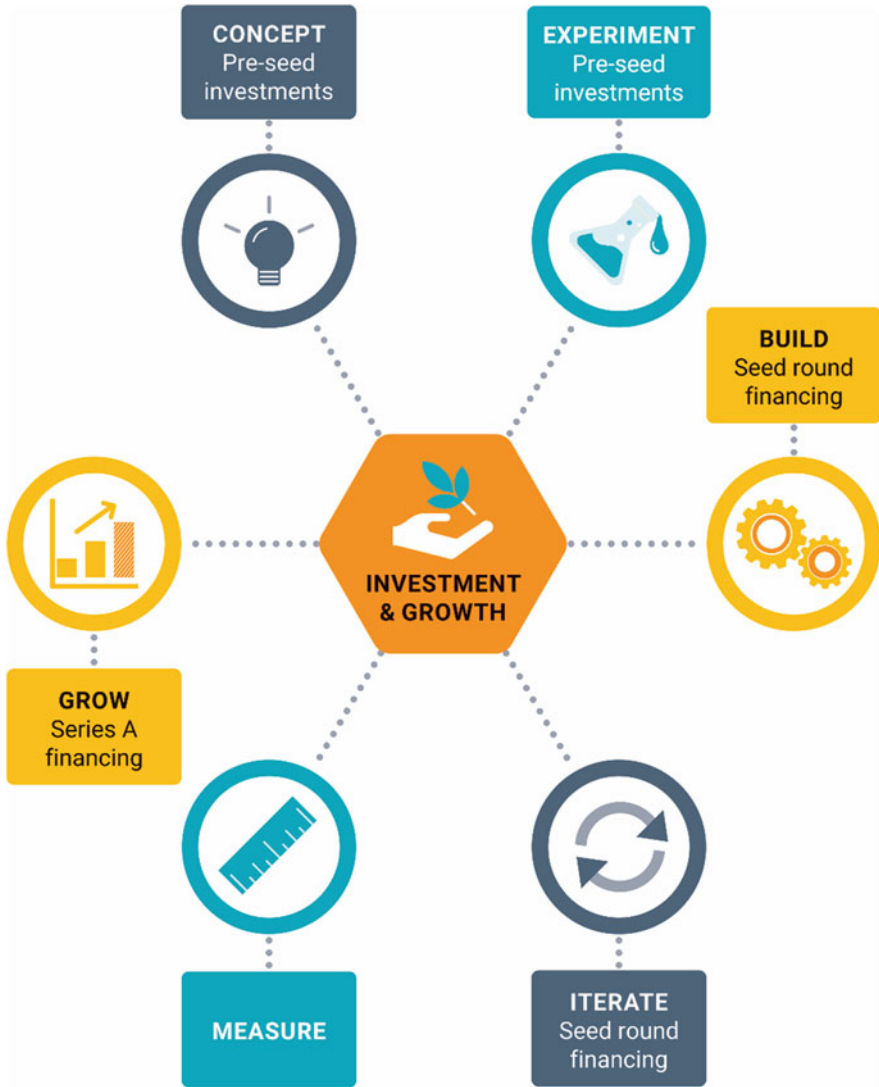 CONCEPT
Pre-seed
investments
EXPERIMENT
Pre-seed
investments
BUILD
Seed round
financing
INVESTMENT
& GROWTH
GROW
Series A
financing
MEASURE
ITERATE
Seed round
financing